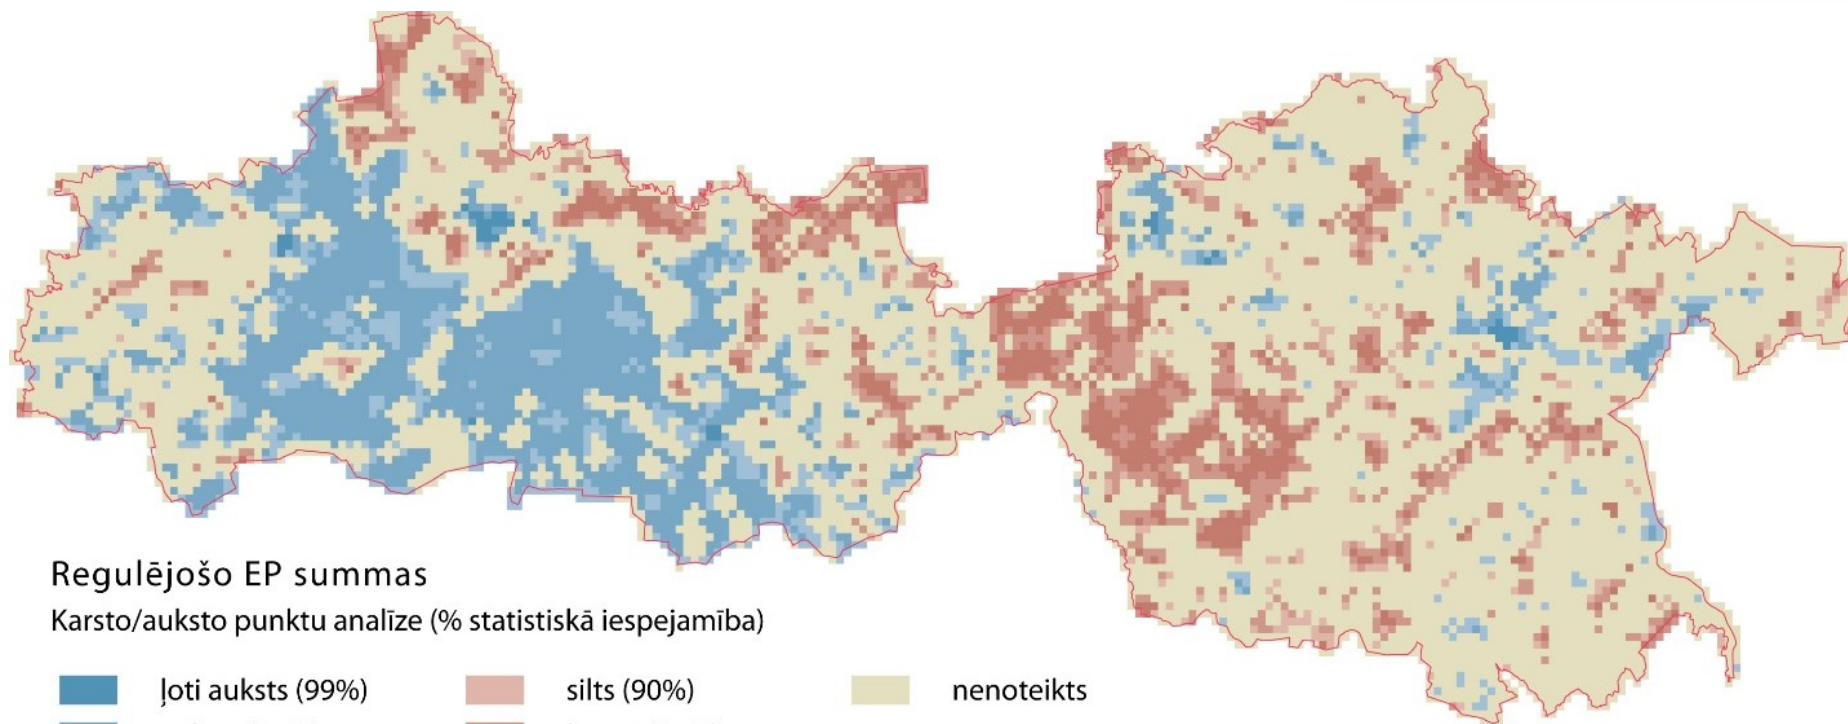 Regulējošo EP summas
Karsto/auksto punktu analīze (% statistiskā iespejamība)
ļoti auksts (99%)
silts (90%)
nenoteikts